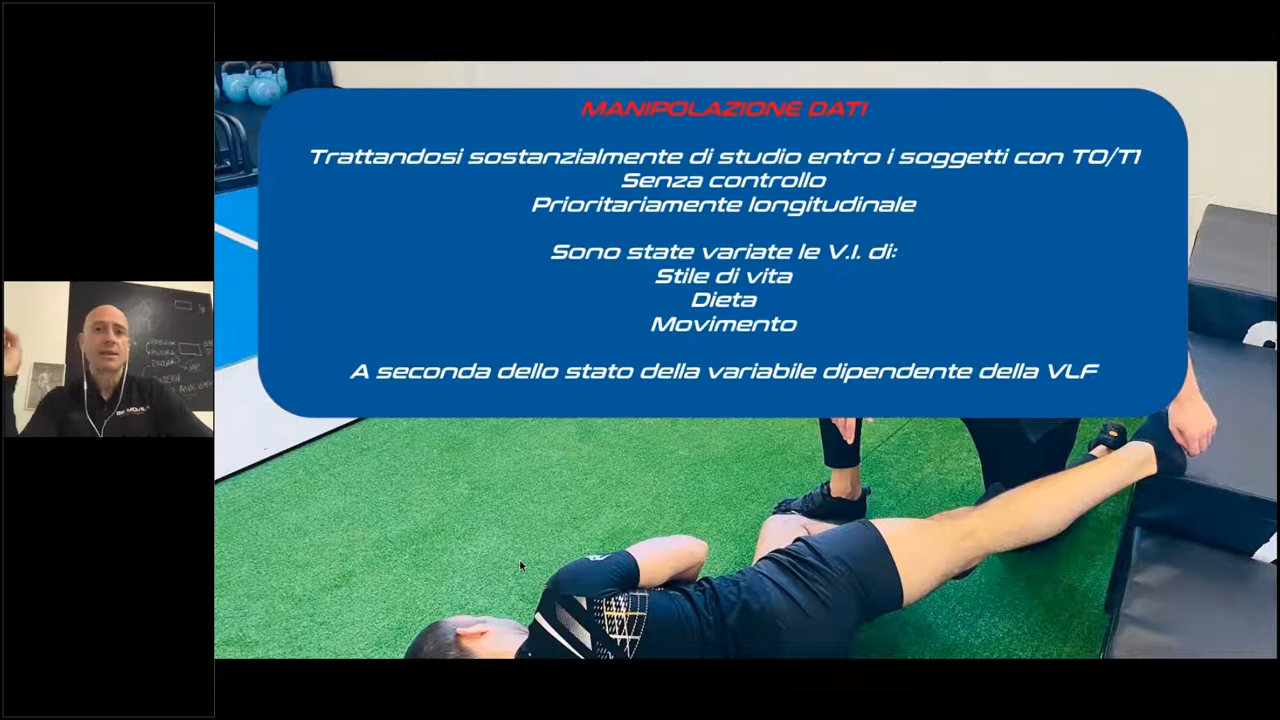 MANIPOLAZIONE DATI
Trattandosi sostanzialmente di studio entro i soggetti con T0/T1
Senza controllo
Prioritariamente longitudinale
Sono state variate le V.I. di:
Stile di vita
Dieta
Movimento
A seconda dello stato della variabile dipendente della VLF